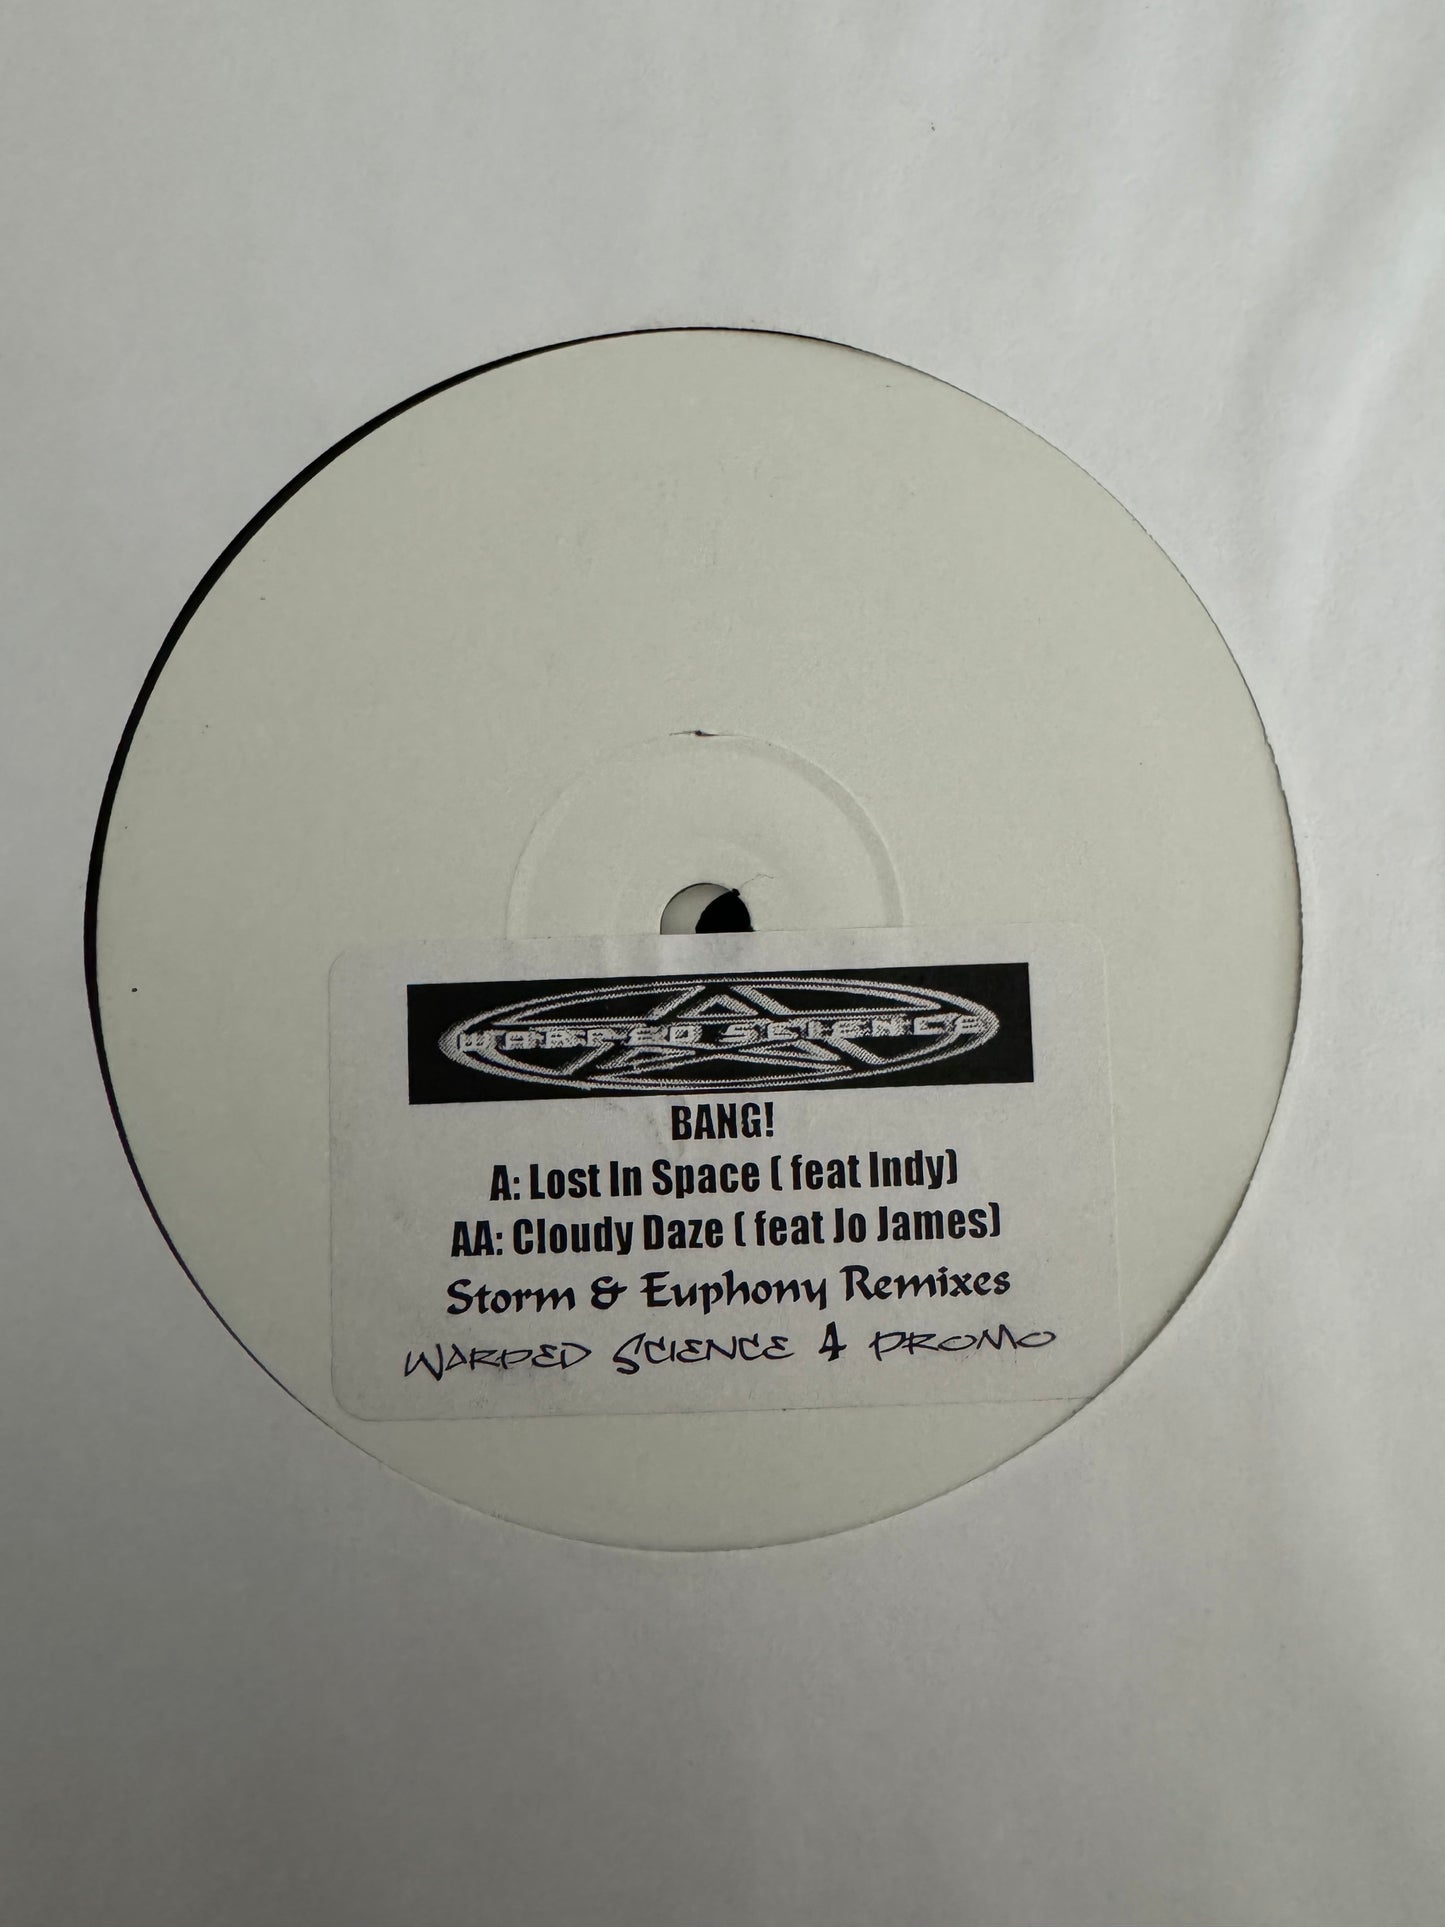 WARPED SCIENCE
BANG!
A: Lost In Space ( feat Indy)
AA: Cloudy Daze ( feat Jo James)
Storm & Euphony Remixes
WARPED SCIENCE 4 PROMO